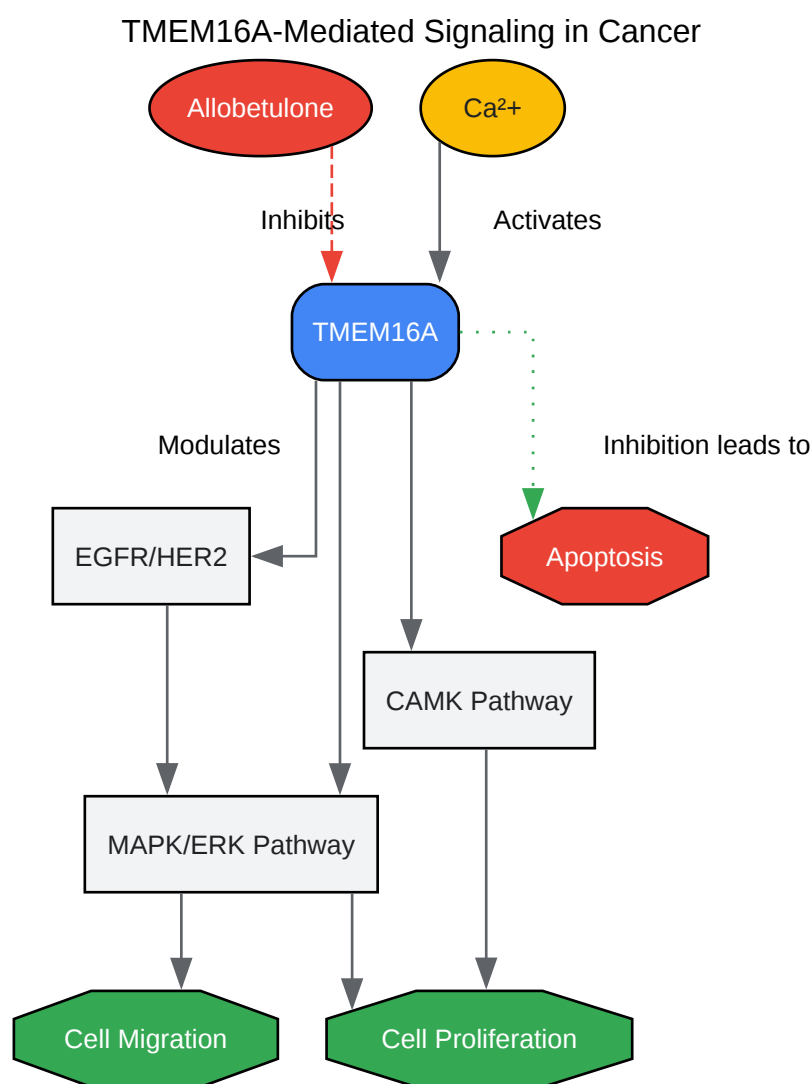 TMEM16A-Mediated Signaling in Cancer
Allobetulone
Ca²+
Inhibits
Activates
TMEM16A
Modulates
Inhibition leads to
EGFR/HER2
Apoptosis
CAMK Pathway
MAPK/ERK Pathway
Cell Migration
Cell Proliferation